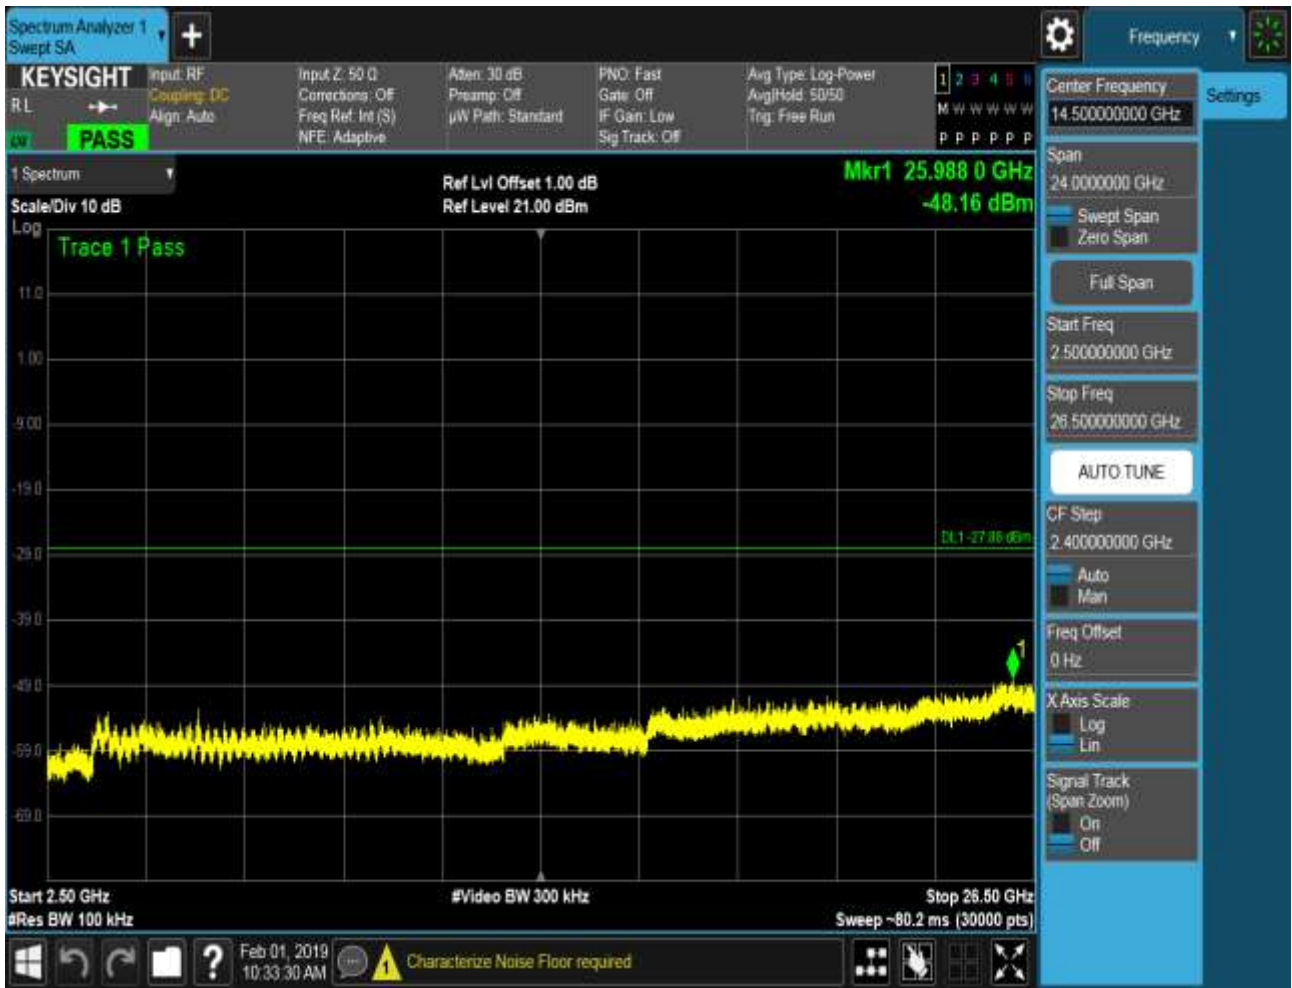 Spectrum Analyzer 1
Swept SA
+
Frequency
KEYSIGHT
R L
PASS
Input: RF
Coupling: DC
Align: Auto
Input Z: 50 Ω
Corrections: Off
Freq Ref: Int (S)
NFE: Adaptive
Atten: 30 dB
Preamp: Off
µW Path: Standard
PNO: Fast
Gate: Off
IF Gain: Low
Sig Track: Off
Avg Type: Log-Power
Avg|Hold: 50/50
Trig: Free Run
1 2 3 4 5 6
M W W W W W
P P P P P P
1 Spectrum
Scale/Div 10 dB
Ref Lvl Offset 1.00 dB
Ref Level 21.00 dBm
Mkr1 25.988 0 GHz
-48.16 dBm
Log
Trace 1 Pass
11.0
1.00
-9.00
-19.0
-29.0
-39.0
-49.0
-59.0
-69.0
1
Start 2.50 GHz
#Video BW 300 kHz
Stop 26.50 GHz
#Res BW 100 kHz
Sweep ~80.2 ms (30000 pts)
Feb 01, 2019
10:33:30 AM
Characterize Noise Floor required
Center Frequency
14.500000000 GHz
Settings
Span
24.0000000 GHz
Swept Span
Zero Span
Full Span
Start Freq
2.500000000 GHz
Stop Freq
26.500000000 GHz
AUTO TUNE
CF Step
2.400000000 GHz
Auto
Man
Freq Offset
0 Hz
X Axis Scale
Log
Lin
Signal Track
(Span Zoom)
On
Off